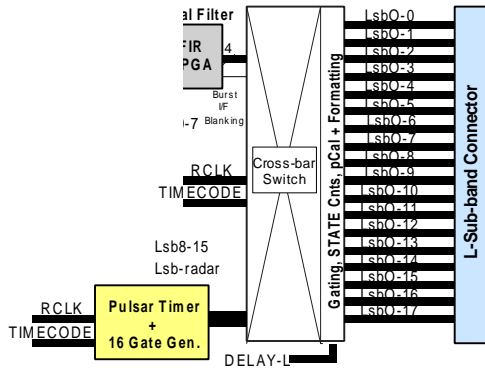 al Filter
FIR
PGA
4
Burst
I/F
Blanking
-7
RCLK
TIMECODE
Cross-bar
Switch
Lsb8-15
Lsb-radar
RCLK
TIMECODE
Pulsar Timer
+
16 Gate Gen.
DELAY-L
Gating, STATE Cnts, pCal + Formatting
LsbO-0
LsbO-1
LsbO-2
LsbO-3
LsbO-4
LsbO-5
LsbO-6
LsbO-7
LsbO-8
LsbO-9
LsbO-10
LsbO-11
LsbO-12
LsbO-13
LsbO-14
LsbO-15
LsbO-16
LsbO-17
L-Sub-band Connector